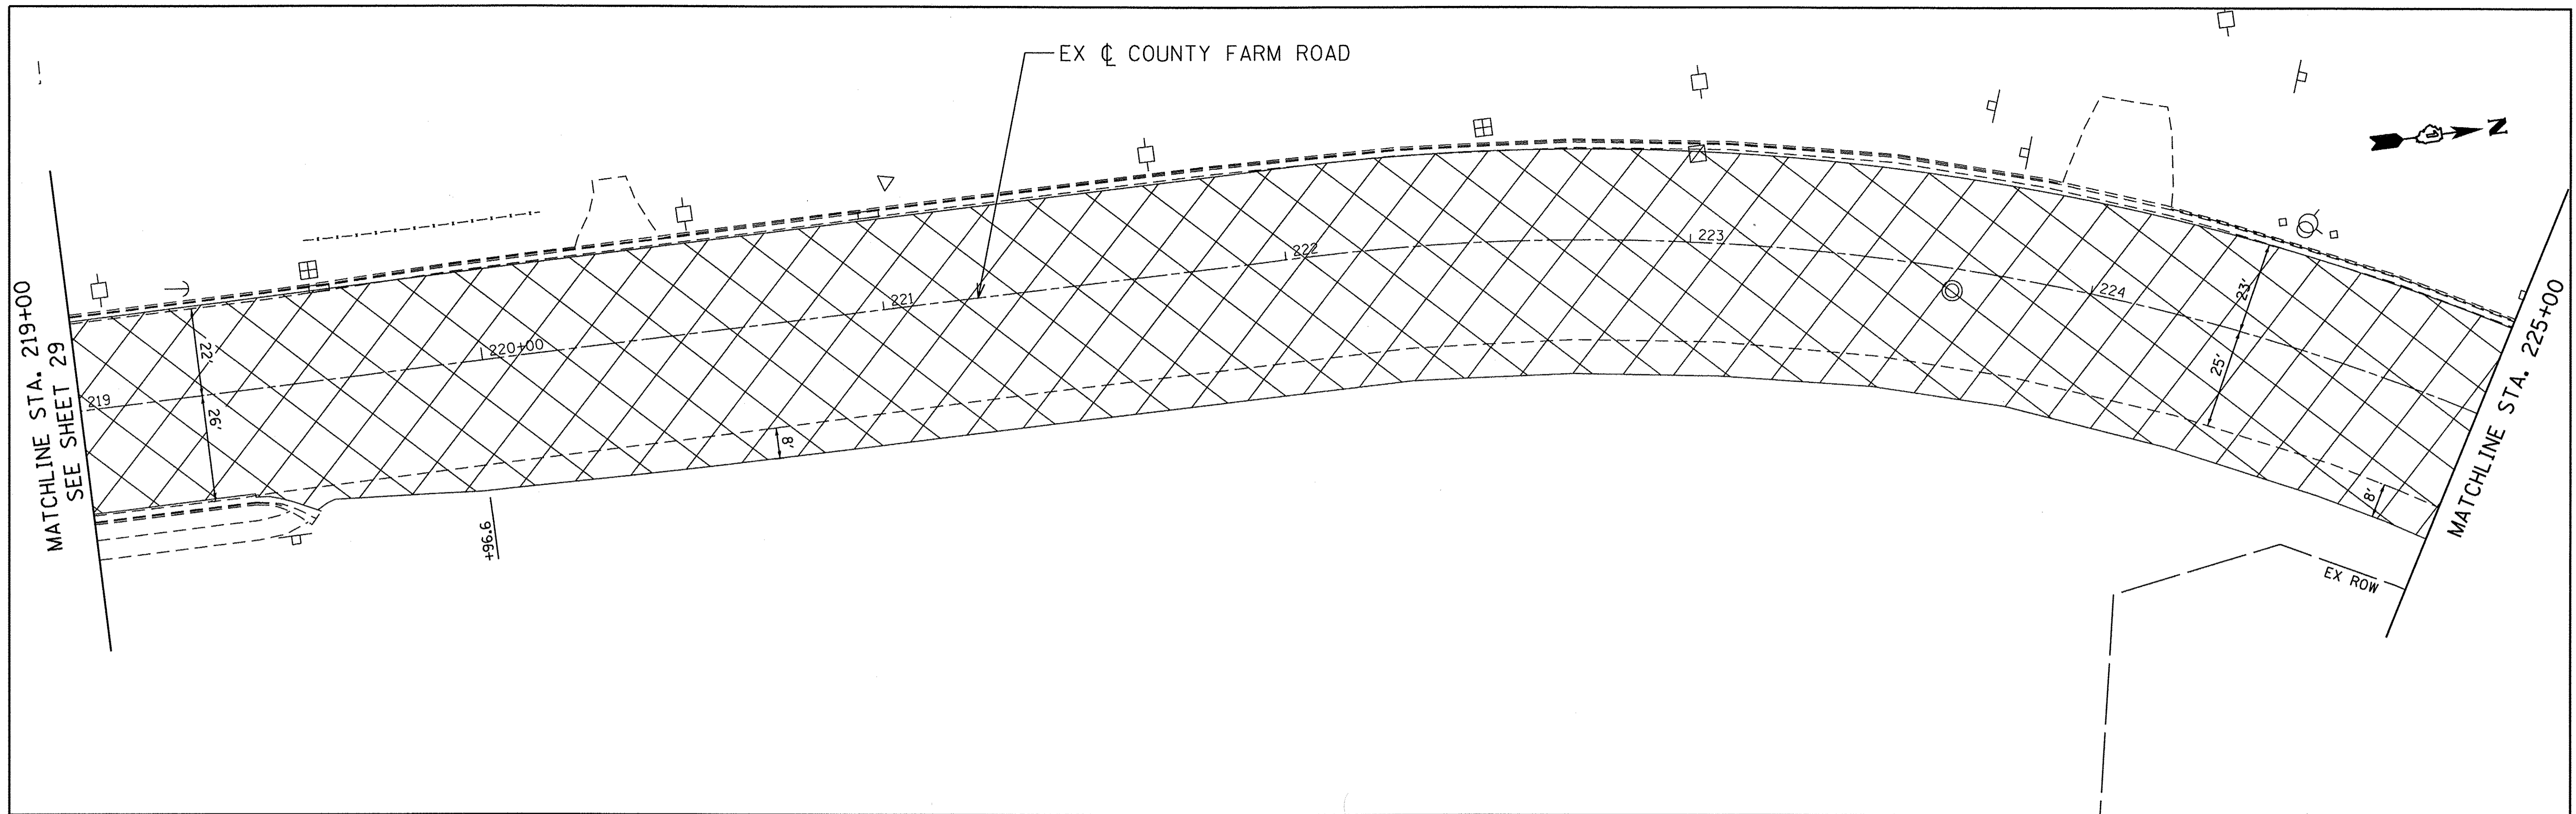 EX ℄ COUNTY FARM ROAD
N
MATCHLINE STA. 219+00
SEE SHEET 29
219
22'
26'
220+00
221
222
223
224
8'
+96.6
23'
25'
8'
EX ROW
MATCHLINE STA. 225+00